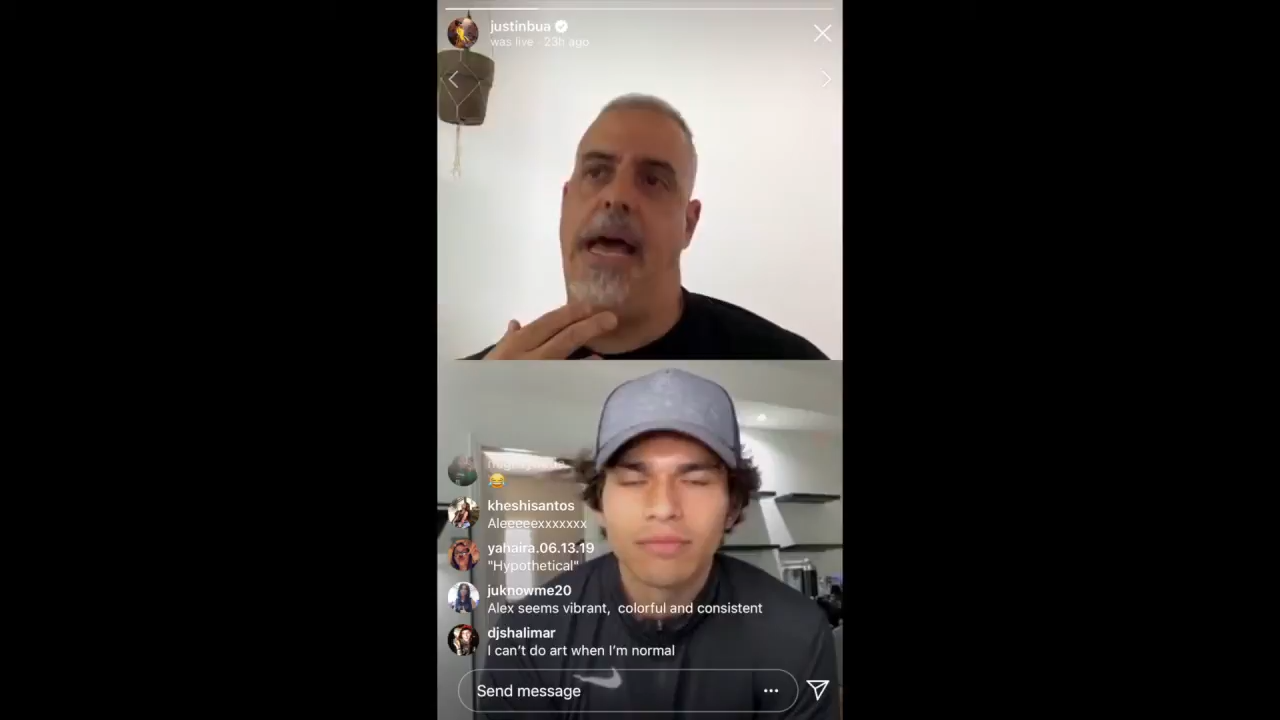 justinbua
was live · 23h ago
😂
kheshisantos
Aleeeeexxxxxxx
yahaira.06.13.19
"Hypothetical"
juknowme20
Alex seems vibrant, colorful and consistent
djshalimar
I can't do art when I'm normal
Send message